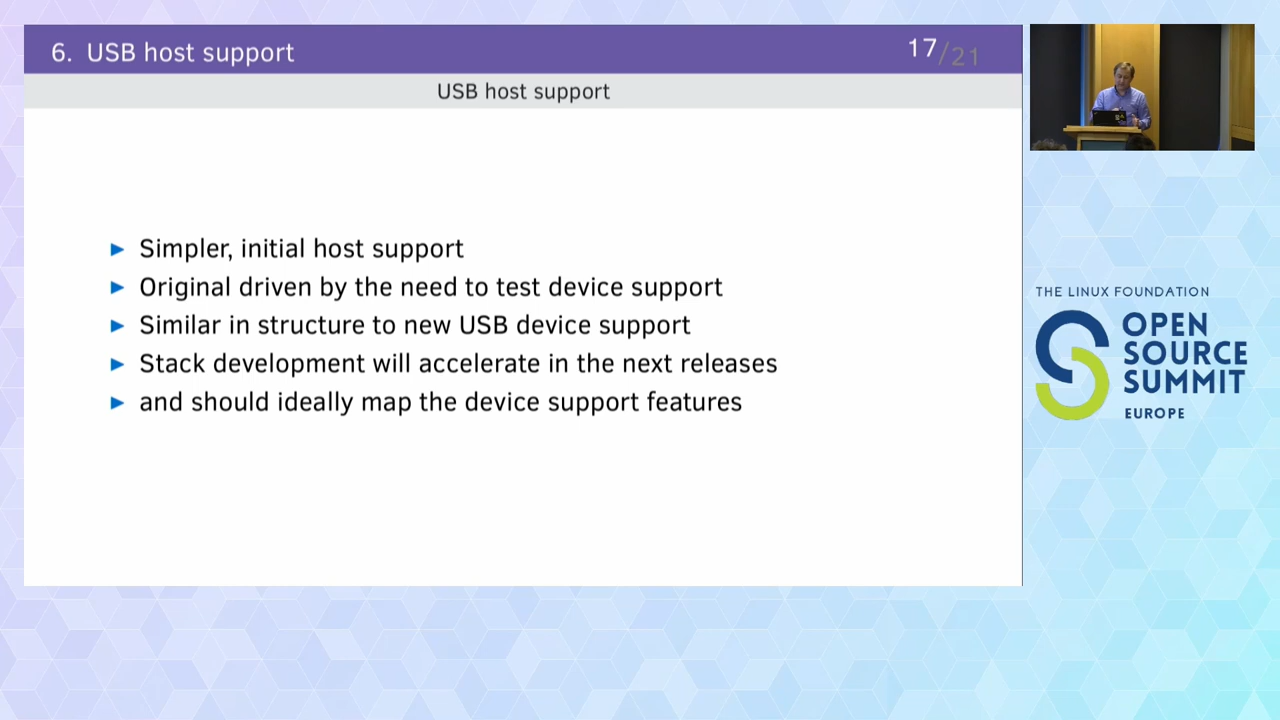 6. USB host support
17/21
USB host support
Simpler, initial host support
Original driven by the need to test device support
Similar in structure to new USB device support
Stack development will accelerate in the next releases
and should ideally map the device support features
THE LINUX FOUNDATION
OPEN
SOURCE
SUMMIT
EUROPE